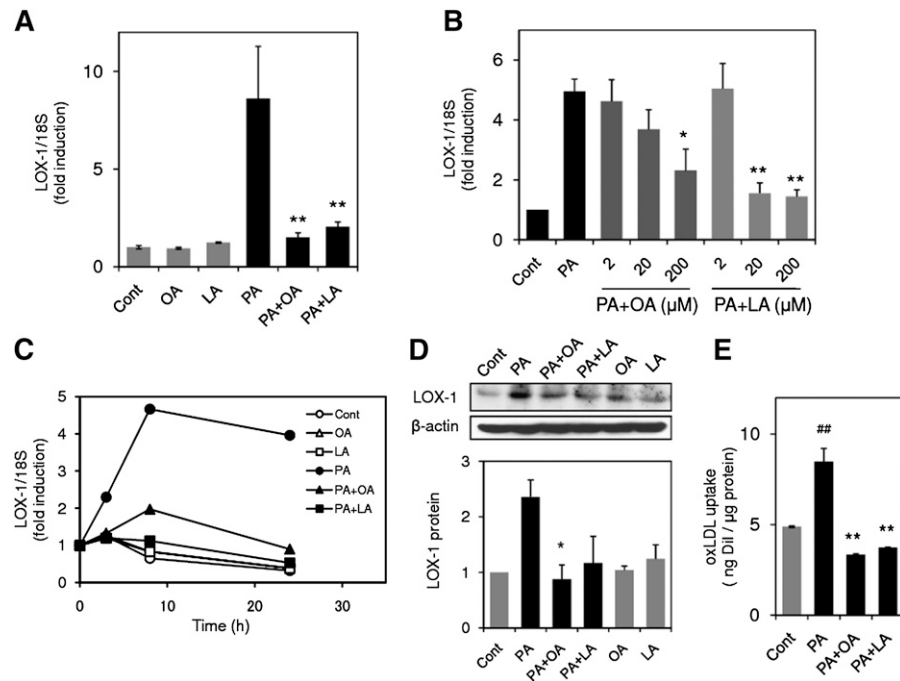 A
LOX-1/18S
(fold induction)
10
5
0
Cont
OA
LA
PA
PA+OA
PA+LA
**
**
B
LOX-1/18S
(fold induction)
6
4
2
0
Cont
PA
2
20
200
2
20
200
*
**
**
PA+OA (µM)
PA+LA (µM)
C
LOX-1/18S
(fold induction)
5
4
3
2
1
0
0
10
20
30
Time (h)
Cont
OA
LA
PA
PA+OA
PA+LA
D
Cont
PA
PA+OA
PA+LA
OA
LA
LOX-1
β-actin
LOX-1 protein
3
2
1
0
*
Cont
PA
PA+OA
PA+LA
OA
LA
E
oxLDL uptake
( ng DiI / µg protein)
10
5
0
##
**
**
Cont
PA
PA+OA
PA+LA